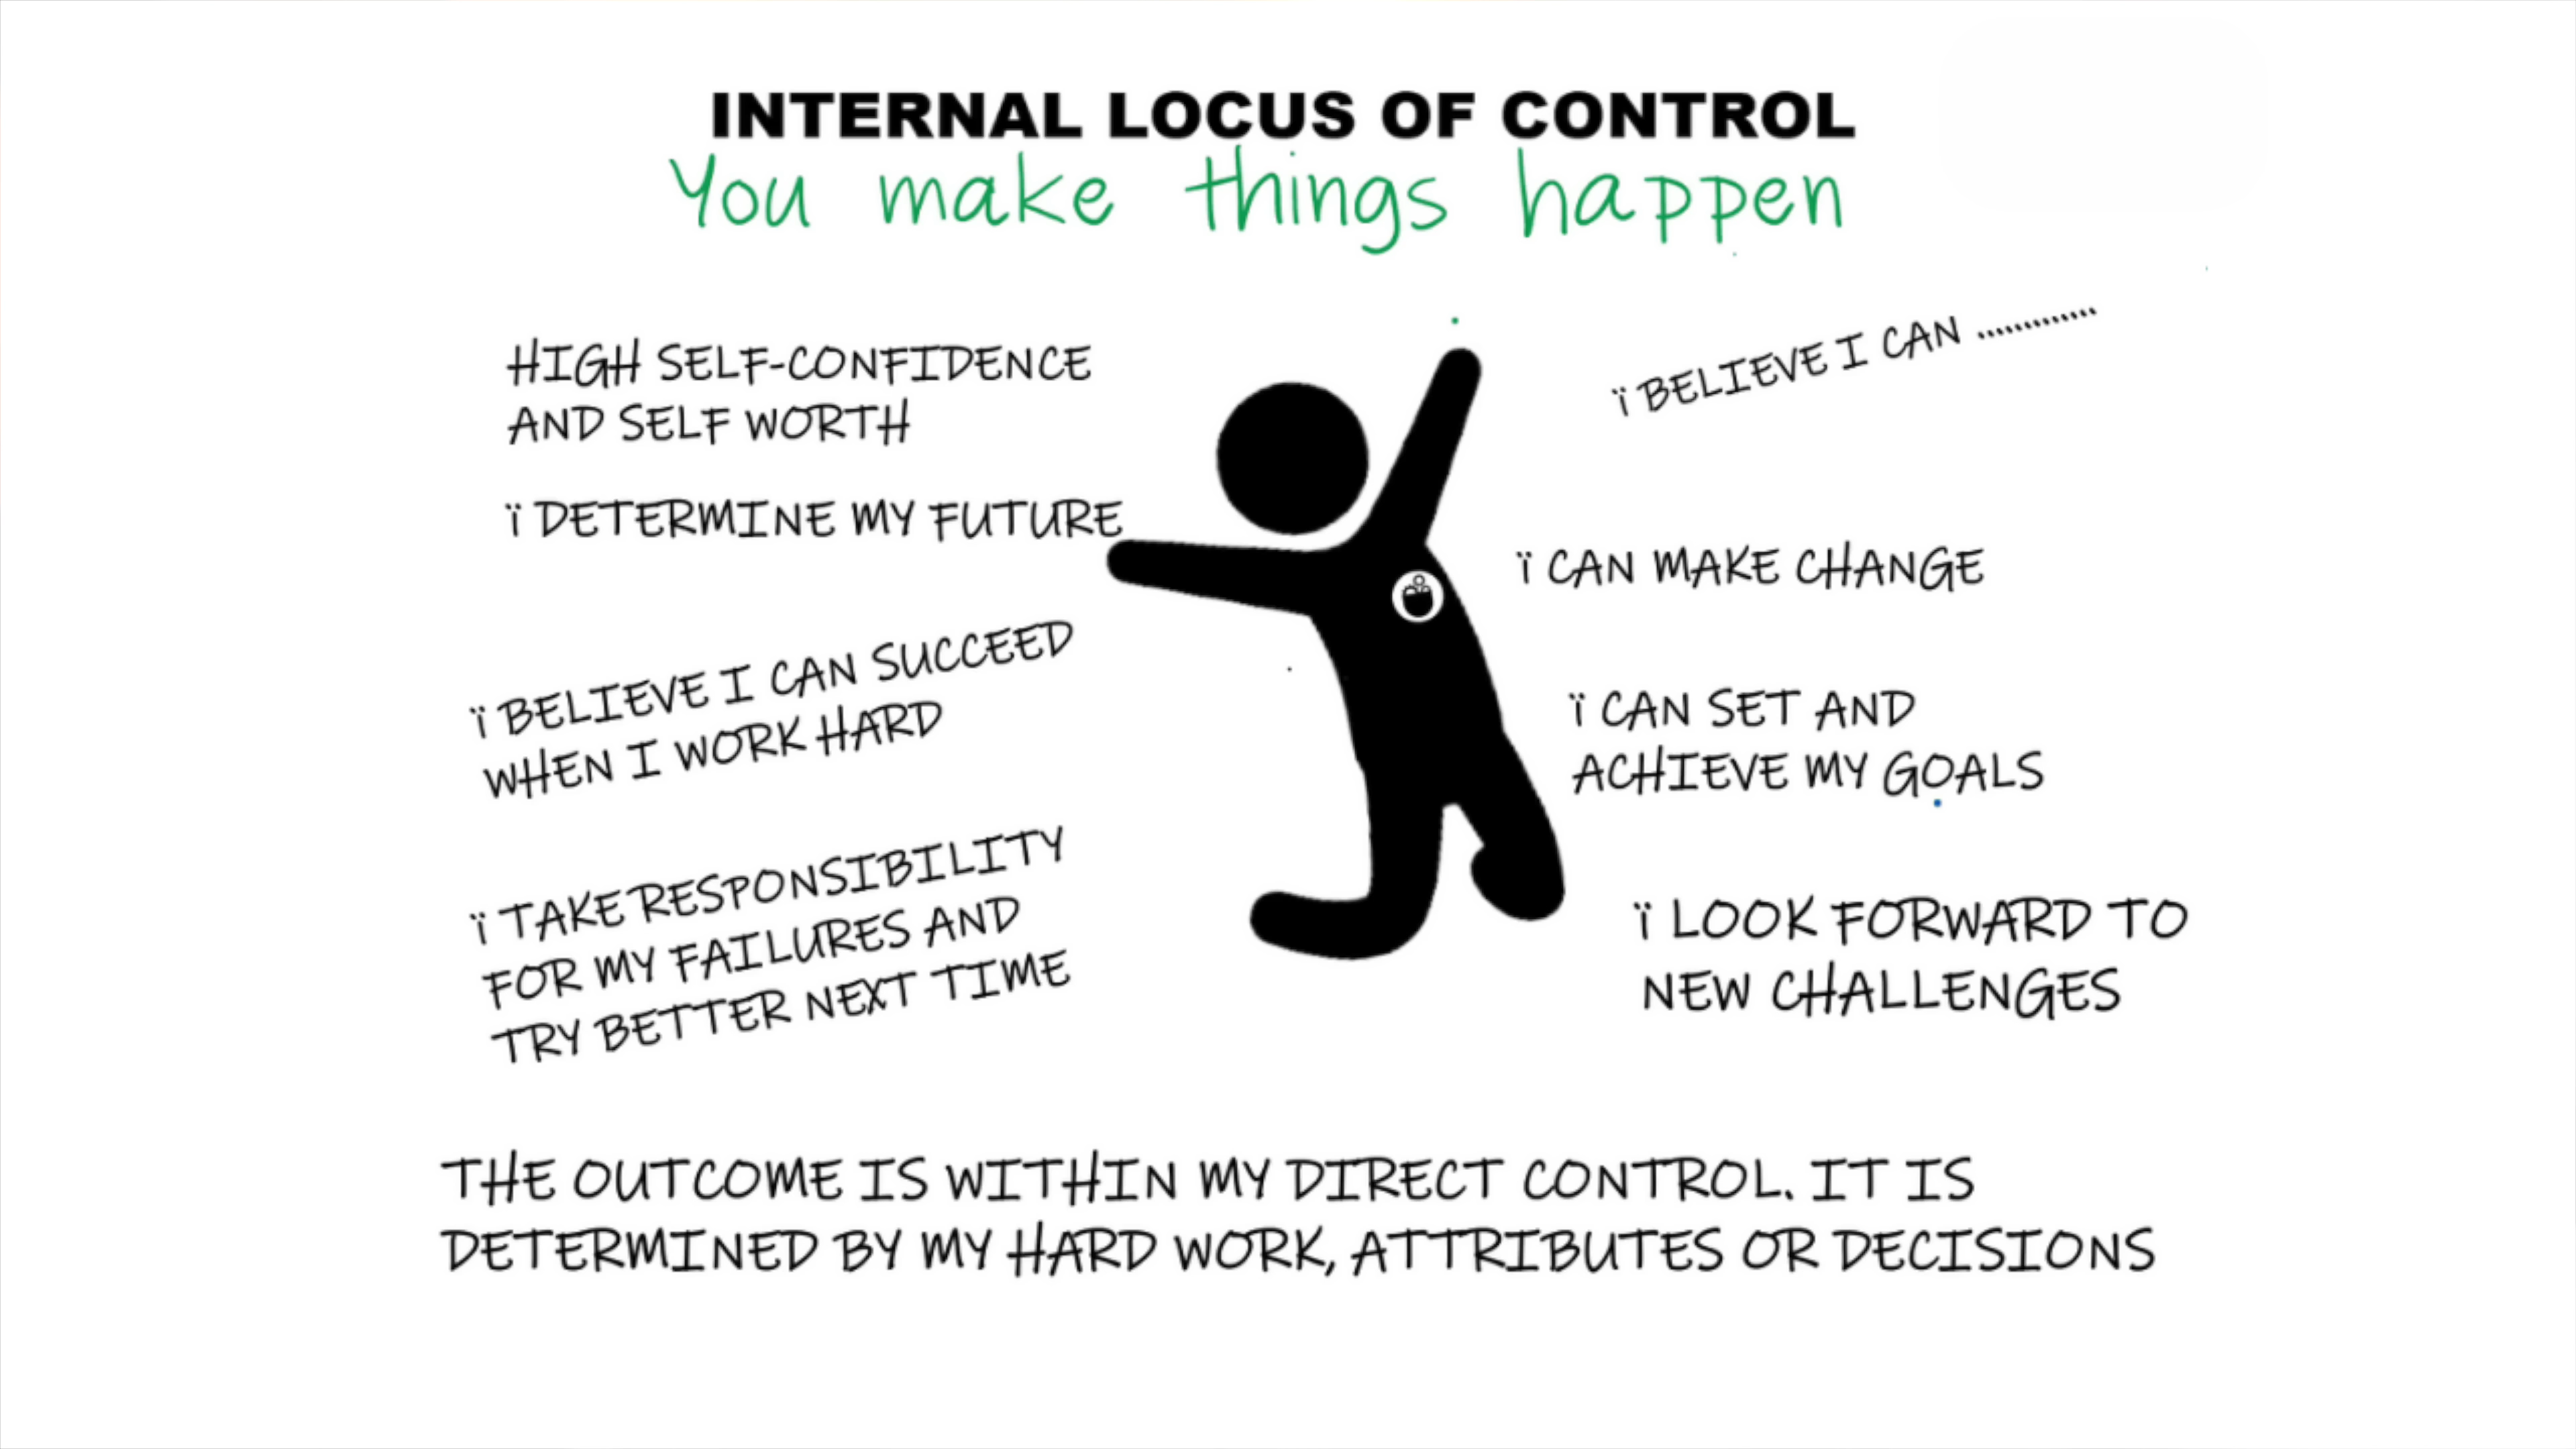 INTERNAL LOCUS OF CONTROL
You make things happen
HIGH SELF-CONFIDENCE
AND SELF WORTH
ï DETERMINE MY FUTURE
ï BELIEVE I CAN SUCCEED
WHEN I WORK HARD
ï TAKE RESPONSIBILITY
FOR MY FAILURES AND
TRY BETTER NEXT TIME
ï BELIEVE I CAN .............
ï CAN MAKE CHANGE
ï CAN SET AND
ACHIEVE MY GOALS
ï LOOK FORWARD TO
NEW CHALLENGES
THE OUTCOME IS WITHIN MY DIRECT CONTROL. IT IS
DETERMINED BY MY HARD WORK, ATTRIBUTES OR DECISIONS